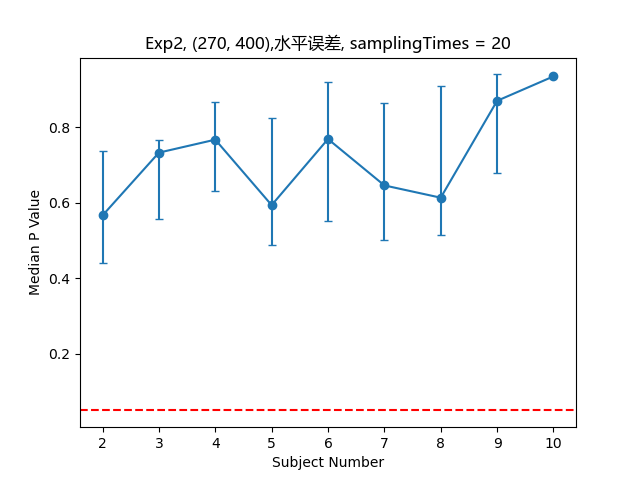 Exp2, (270, 400),水平误差, samplingTimes = 20
Median P Value
0.8
0.6
0.4
0.2
2 3 4 5 6 7 8 9 10
Subject Number